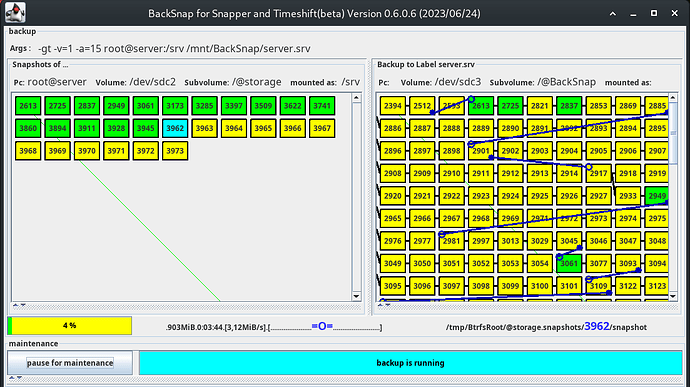 BackSnap for Snapper and Timeshift(beta) Version 0.6.0.6 (2023/06/24)
backup
Args : -gt -v=1 -a=15 root@server:/srv /mnt/BackSnap/server.srv
Snapshots of ...
Pc: root@server Volume: /dev/sdc2 Subvolume: /@storage mounted as: /srv
2613 2725 2837 2949 3061 3173 3285 3397 3509 3622 3741
3860 3894 3911 3928 3945 3962 3963 3964 3965 3966 3967
3968 3969 3970 3971 3972 3973
Backup to Label server.srv
Pc: Volume: /dev/sdc3 Subvolume: /@BackSnap mounted as:
2394 2512 2613 2725 2821 2837 2853 2869 2885
2886 2887 2888 2889 2890 2891 2892 2893 2894 2895
2896 2897 2898 2901 2902 2903 2904 2905 2906 2907
2908 2909 2910 2911 2912 2913 2914 2917 2918 2919
2920 2921 2922 2923 2924 2925 2926 2927 2933 2949
2965 2966 2967 2968 2969 2971 2972 2973 2974 2975
2976 2977 2981 2997 3013 3029 3045 3046 3047 3048
3049 3050 3051 3052 3053 3054 3061 3077 3093 3094
3095 3096 3097 3098 3099 3100 3101 3109 3122 3123
4 %
.903MiB.0:03:44.[3,12MiB/s].[...................=O=......................]
/tmp/BtrfsRoot/@storage.snapshots/3962/snapshot
maintenance
pause for maintenance
backup is running